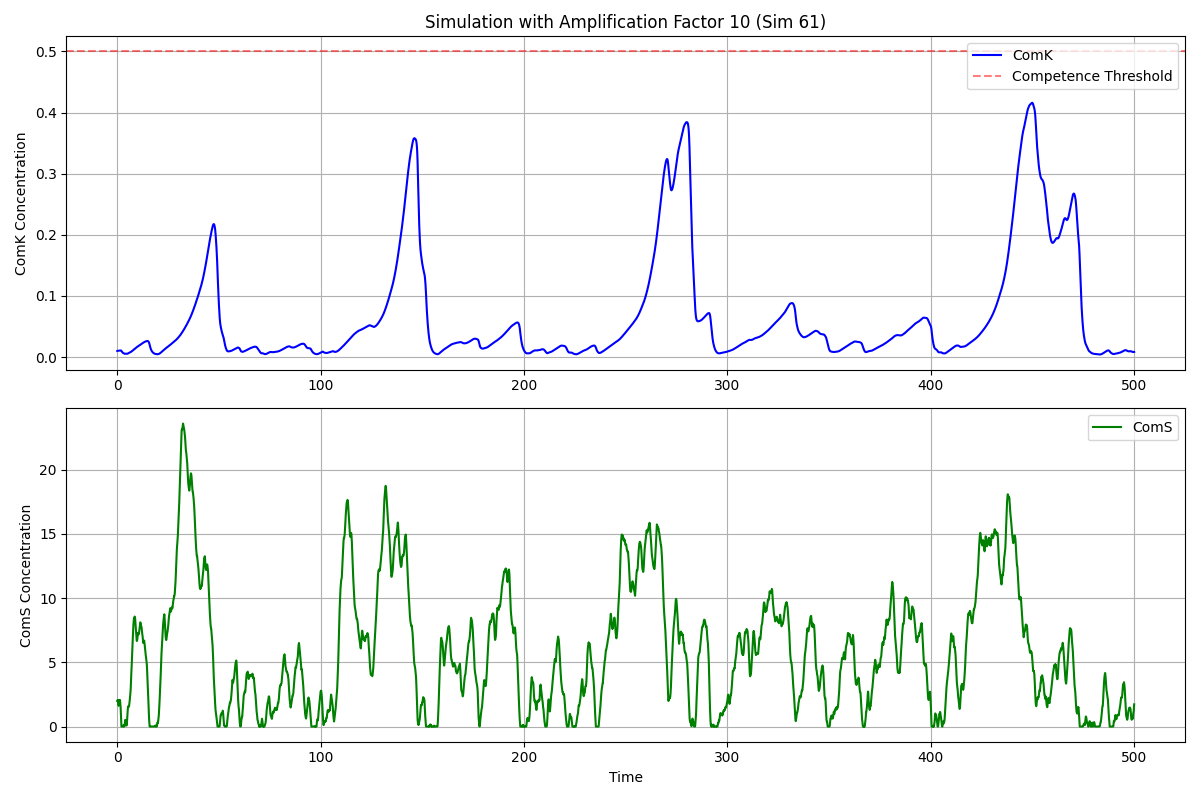 Simulation with Amplification Factor 10 (Sim 61)
ComK Concentration
0.5
0.4
0.3
0.2
0.1
0.0
ComK
Competence Threshold
0 100 200 300 400 500
ComS Concentration
20
15
10
5
0
ComS
0 100 200 300 400 500
Time